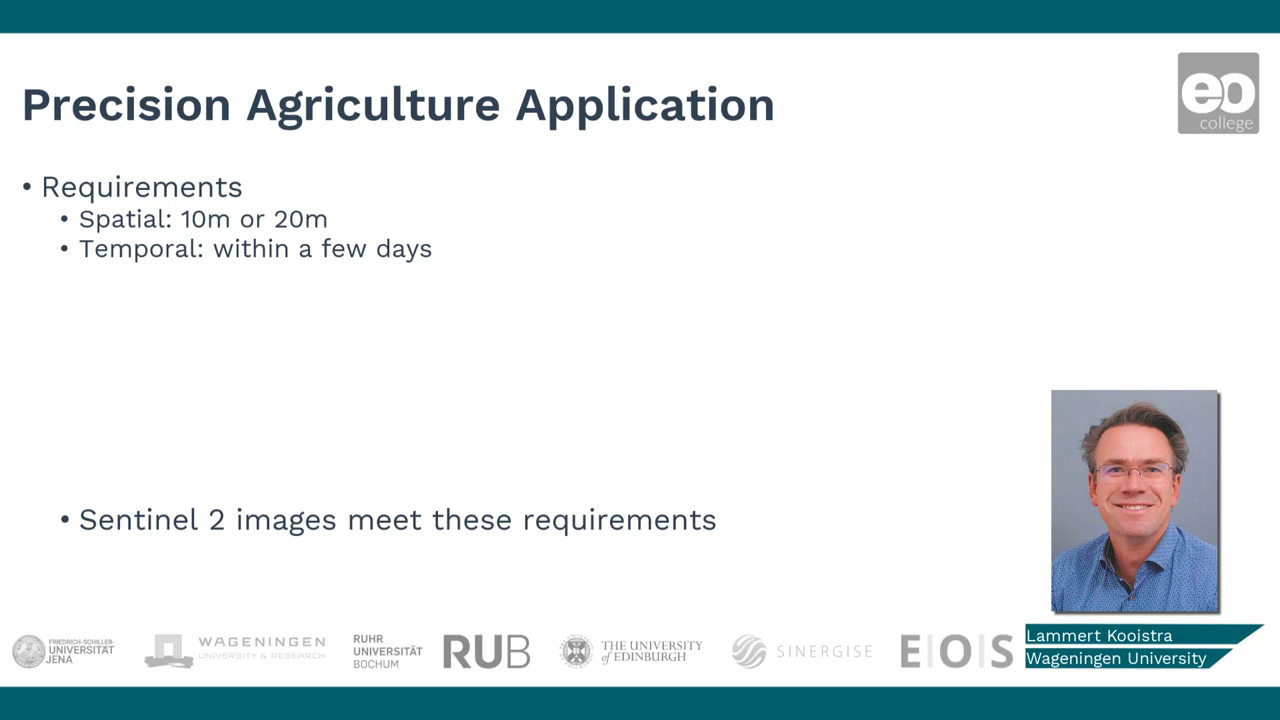 Precision Agriculture Application
eo
college
• Requirements
• Spatial: 10m or 20m
• Temporal: within a few days
• Sentinel 2 images meet these requirements
FRIEDRICH-SCHILLER-
UNIVERSITÄT
JENA
WAGENINGEN
UNIVERSITY & RESEARCH
RUHR
UNIVERSITÄT
BOCHUM
RUB
THE UNIVERSITY
of EDINBURGH
SINERGISE
E|O|S
Lammert Kooistra
Wageningen University